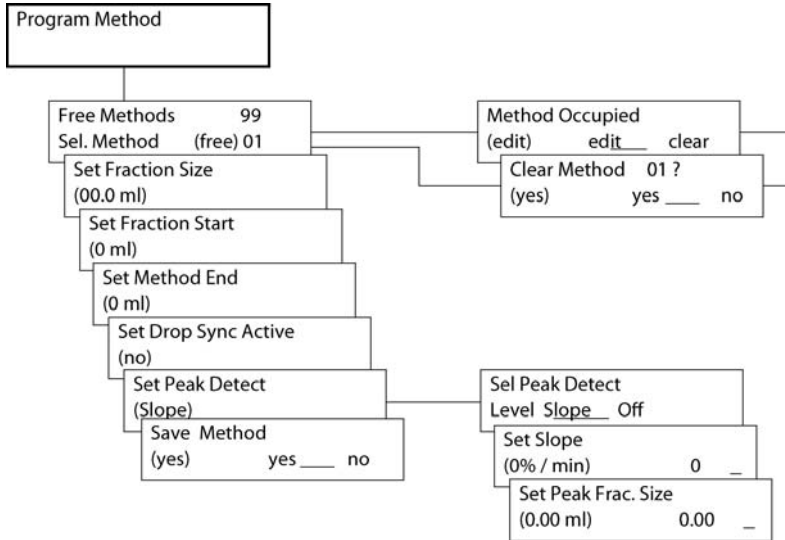 Program Method
Free Methods 99
Sel. Method (free) 01
Set Fraction Size
(00.0 ml)
Set Fraction Start
(0 ml)
Set Method End
(0 ml)
Set Drop Sync Active
(no)
Set Peak Detect
(Slope)
Save Method
(yes) yes ___ no
Method Occupied
(edit) edit___ clear
Clear Method 01 ?
(yes) yes ___ no
Sel Peak Detect
Level Slope___ Off
Set Slope
(0% / min) 0 _
Set Peak Frac. Size
(0.00 ml) 0.00 _